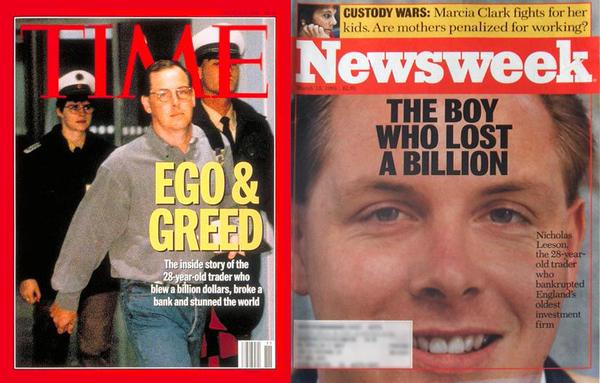 TIME
EGO &
GREED
The inside story of the
28-year-old trader who
blew a billion dollars, broke a
bank and stunned the world
CUSTODY WARS: Marcia Clark fights for her
kids. Are mothers penalized for working?
Newsweek
THE BOY
WHO LOST
A BILLION
Nicholas
Leeson,
the 28-year-
old trader
who
bankrupted
England's
oldest
investment
firm